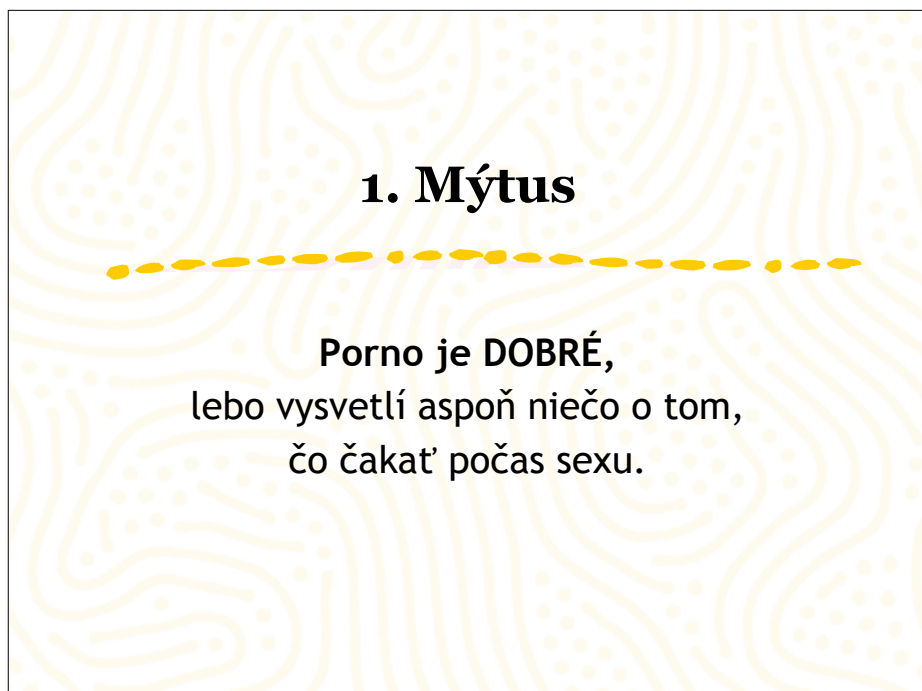 1. Mýtus
Porno je DOBRÉ,
lebo vysvetlí aspoň niečo o tom,
čo čakať počas sexu.